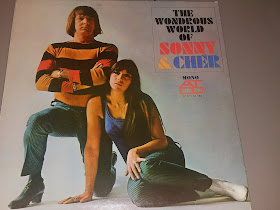 THE
WONDROUS
WORLD
OF
SONNY
& CHER
MONO